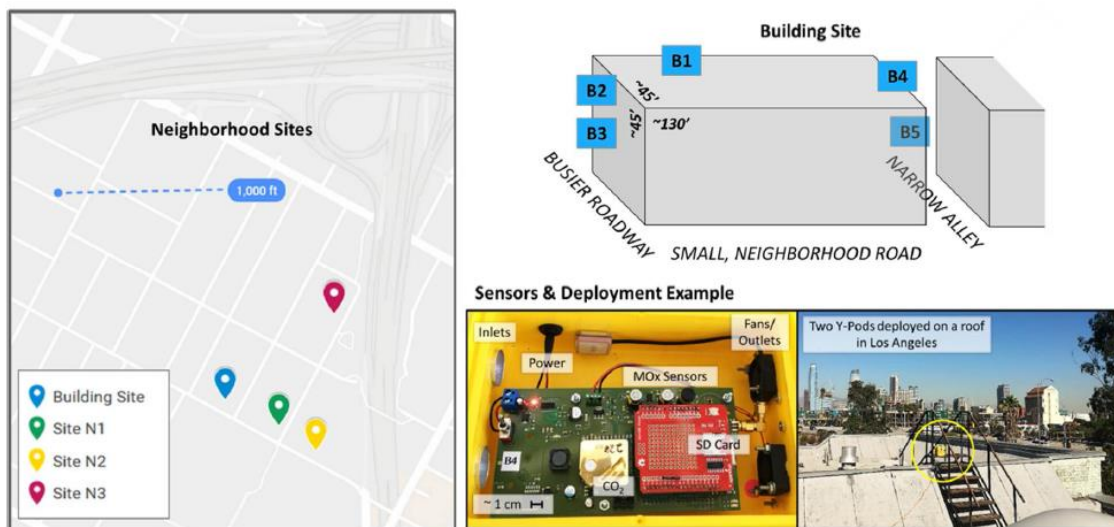 Neighborhood Sites
1,000 ft
Building Site
Site N1
Site N2
Site N3
Building Site
B1
B2
B3
B4
B5
~45'
~45'
~130'
BUSIER ROADWAY
SMALL, NEIGHBORHOOD ROAD
NARROW ALLEY
Sensors & Deployment Example
Inlets
Power
Fans/
Outlets
MOx Sensors
SD Card
B4
CO2
~ 1 cm
Two Y-Pods deployed on a roof
in Los Angeles